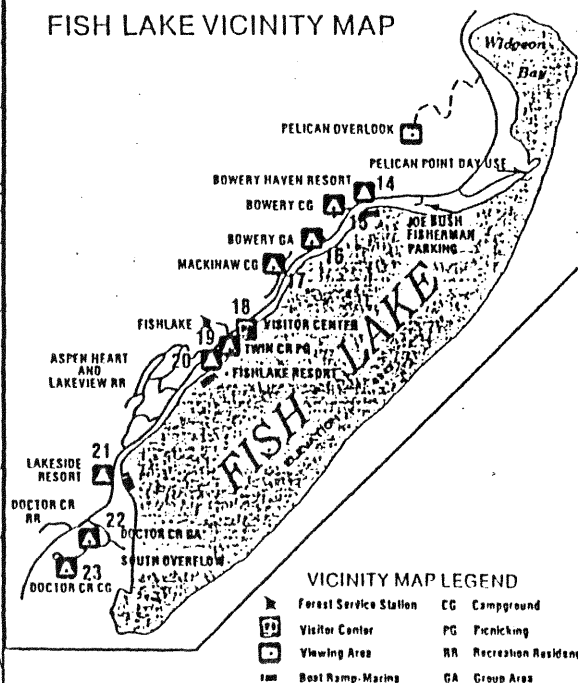 FISH LAKE VICINITY MAP
Widgeon
Bay
PELICAN OVERLOOK
PELICAN POINT DAY USE
BOWERY HAVEN RESORT
14
BOWERY CG
15
JOE BUSH
FISHERMAN
PARKING
BOWERY GA
16
MACKINAW CG
17
18
FISHLAKE
VISITOR CENTER
19
TWIN CR PG
20
FISHLAKE RESORT
ASPEN HEART
AND
LAKEVIEW RR
FISH LAKE
ELEVATION
21
LAKESIDE
RESORT
DOCTOR CR
RR
22
DOCTOR CR GA
SOUTH OVERFLOW
23
DOCTOR CR CG
VICINITY MAP LEGEND
Forest Service Station
CG Campground
Visitor Center
PG Picnicking
Viewing Area
RR Recreation Residen
Boat Ramp-Marina
GA Group Area